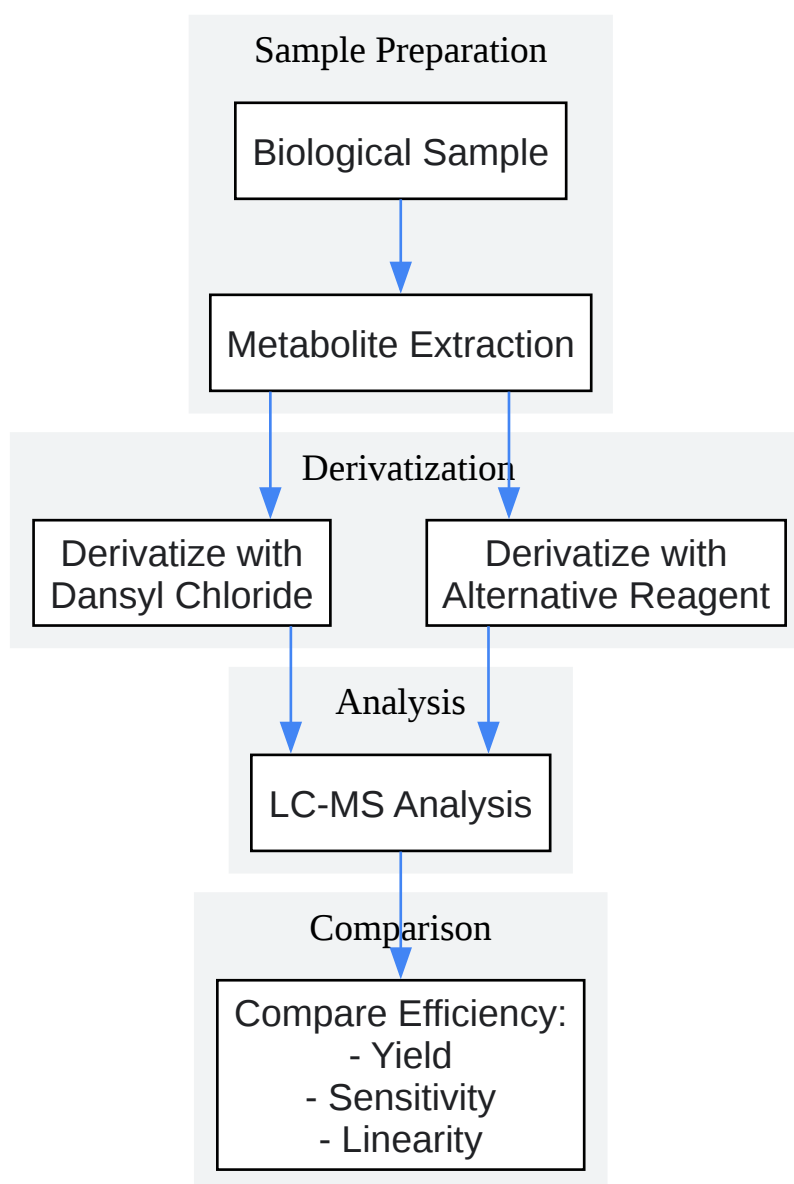 Sample Preparation
Biological Sample
Metabolite Extraction
Derivatization
Derivatize with
Dansyl Chloride
Derivatize with
Alternative Reagent
Analysis
LC-MS Analysis
Comparison
Compare Efficiency:
- Yield
- Sensitivity
- Linearity